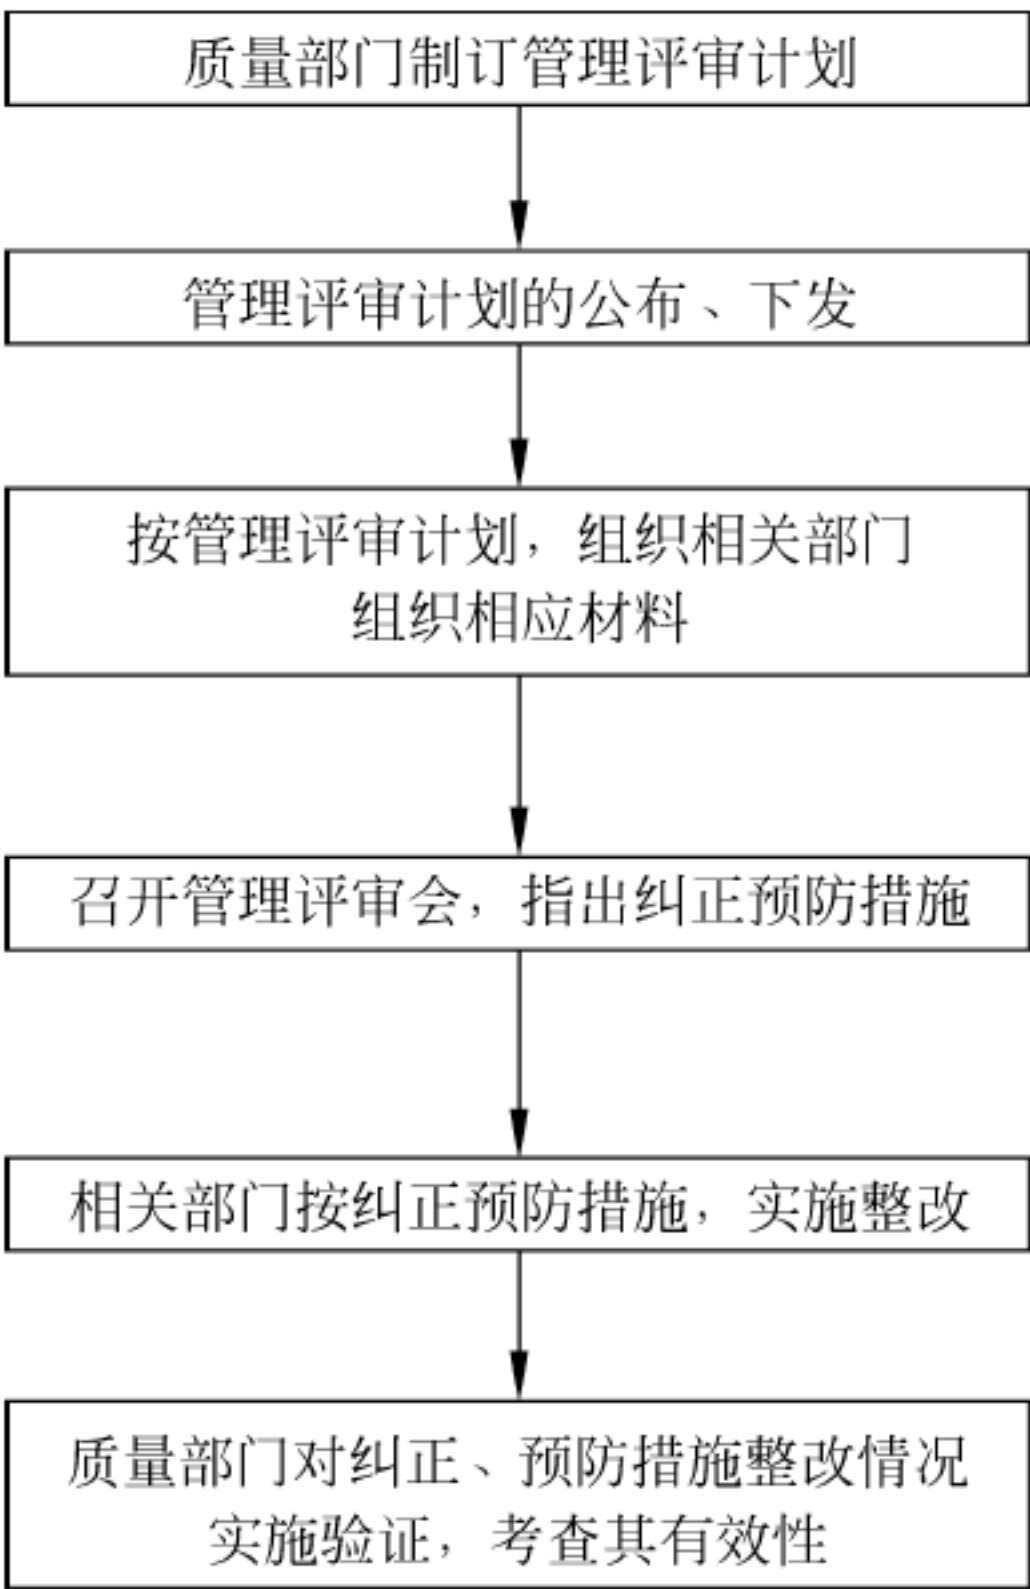 质量部门制订管理评审计划
管理评审计划的公布、下发
按管理评审计划，组织相关部门
组织相应材料
召开管理评审会，指出纠正预防措施
相关部门按纠正预防措施，实施整改
质量部门对纠正、预防措施整改情况
实施验证，考查其有效性